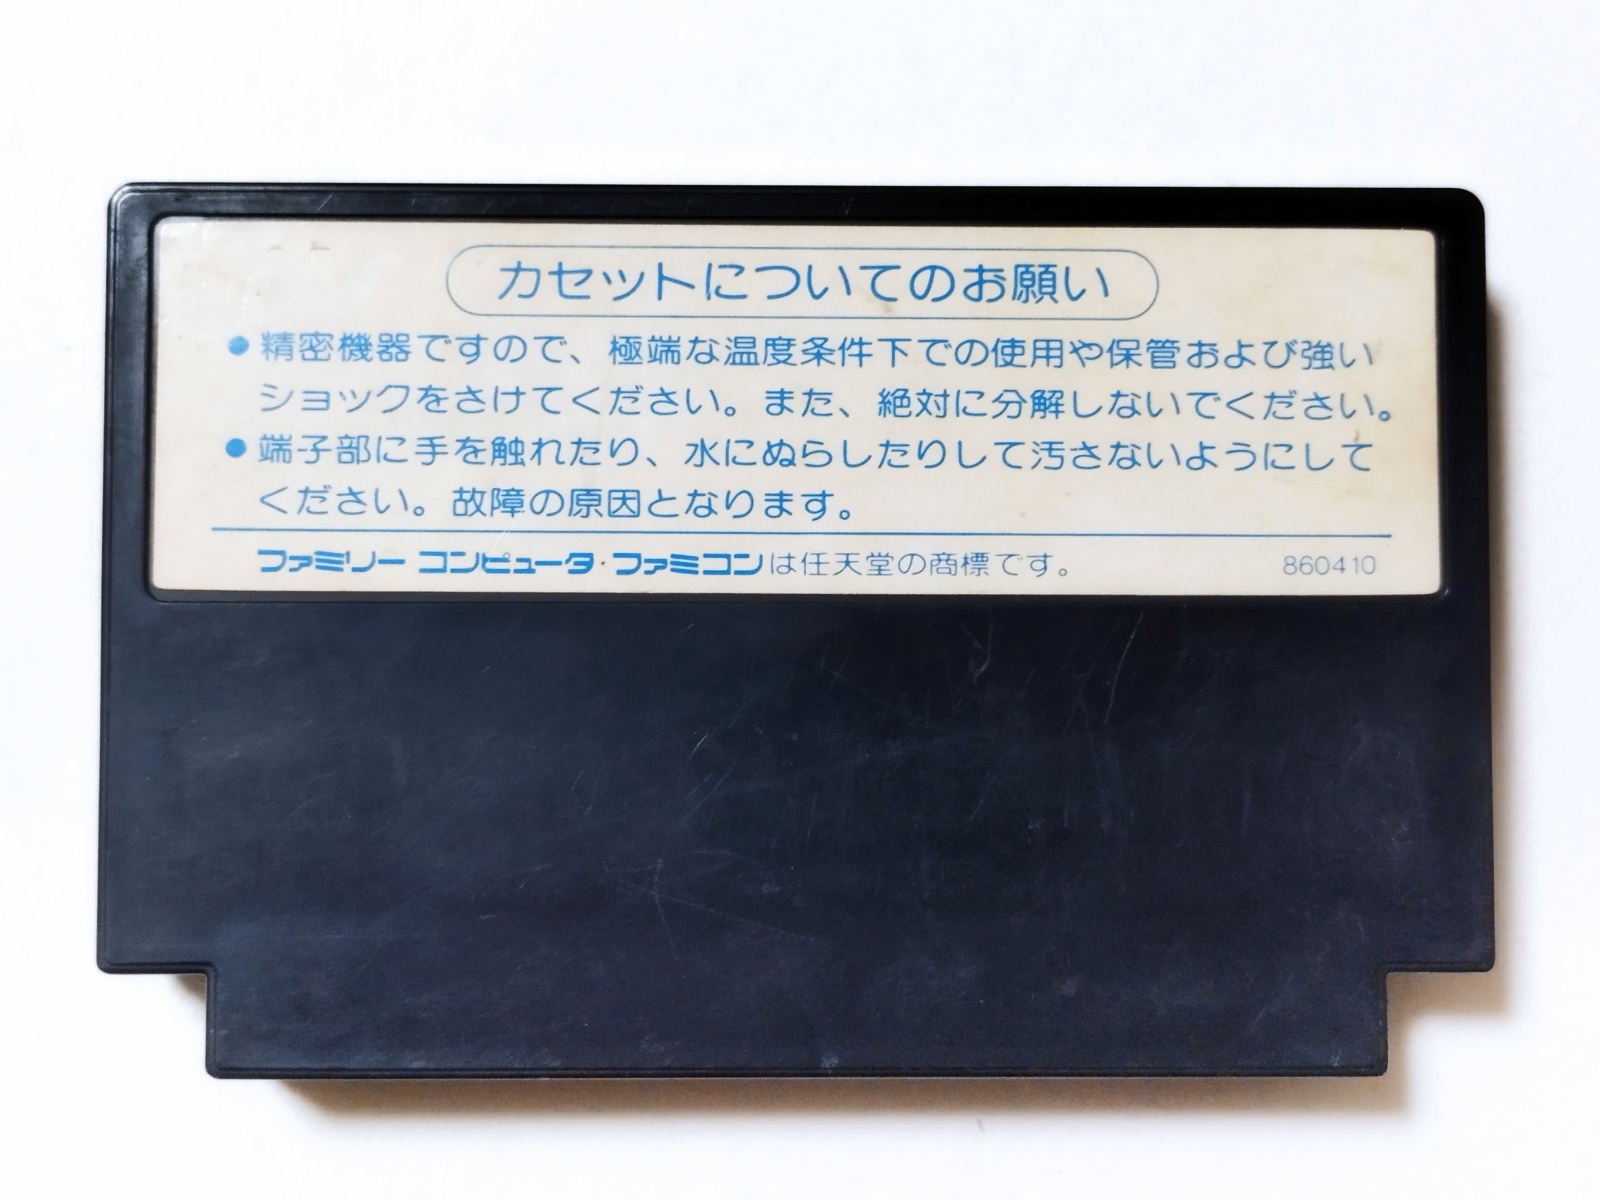 カセットについてのお願い
●精密機器ですので、極端な温度条件下での使用や保管および強い
ショックをさけてください。また、絶対に分解しないでください。
●端子部に手を触れたり、水にぬらしたりして汚さないようにして
ください。故障の原因となります。
ファミリー コンピュータ・ファミコンは任天堂の商標です。 860410